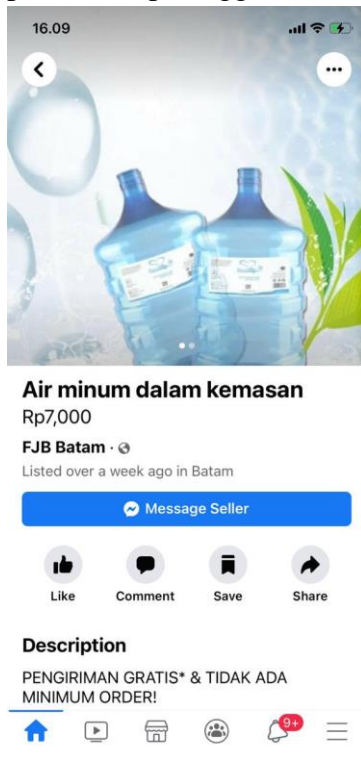 16.09
Air minum dalam kemasan
Rp7,000
FJB Batam ·
Listed over a week ago in Batam
Message Seller
Like Comment Save Share
Description
PENGIRIMAN GRATIS* & TIDAK ADA
MINIMUM ORDER!
9+